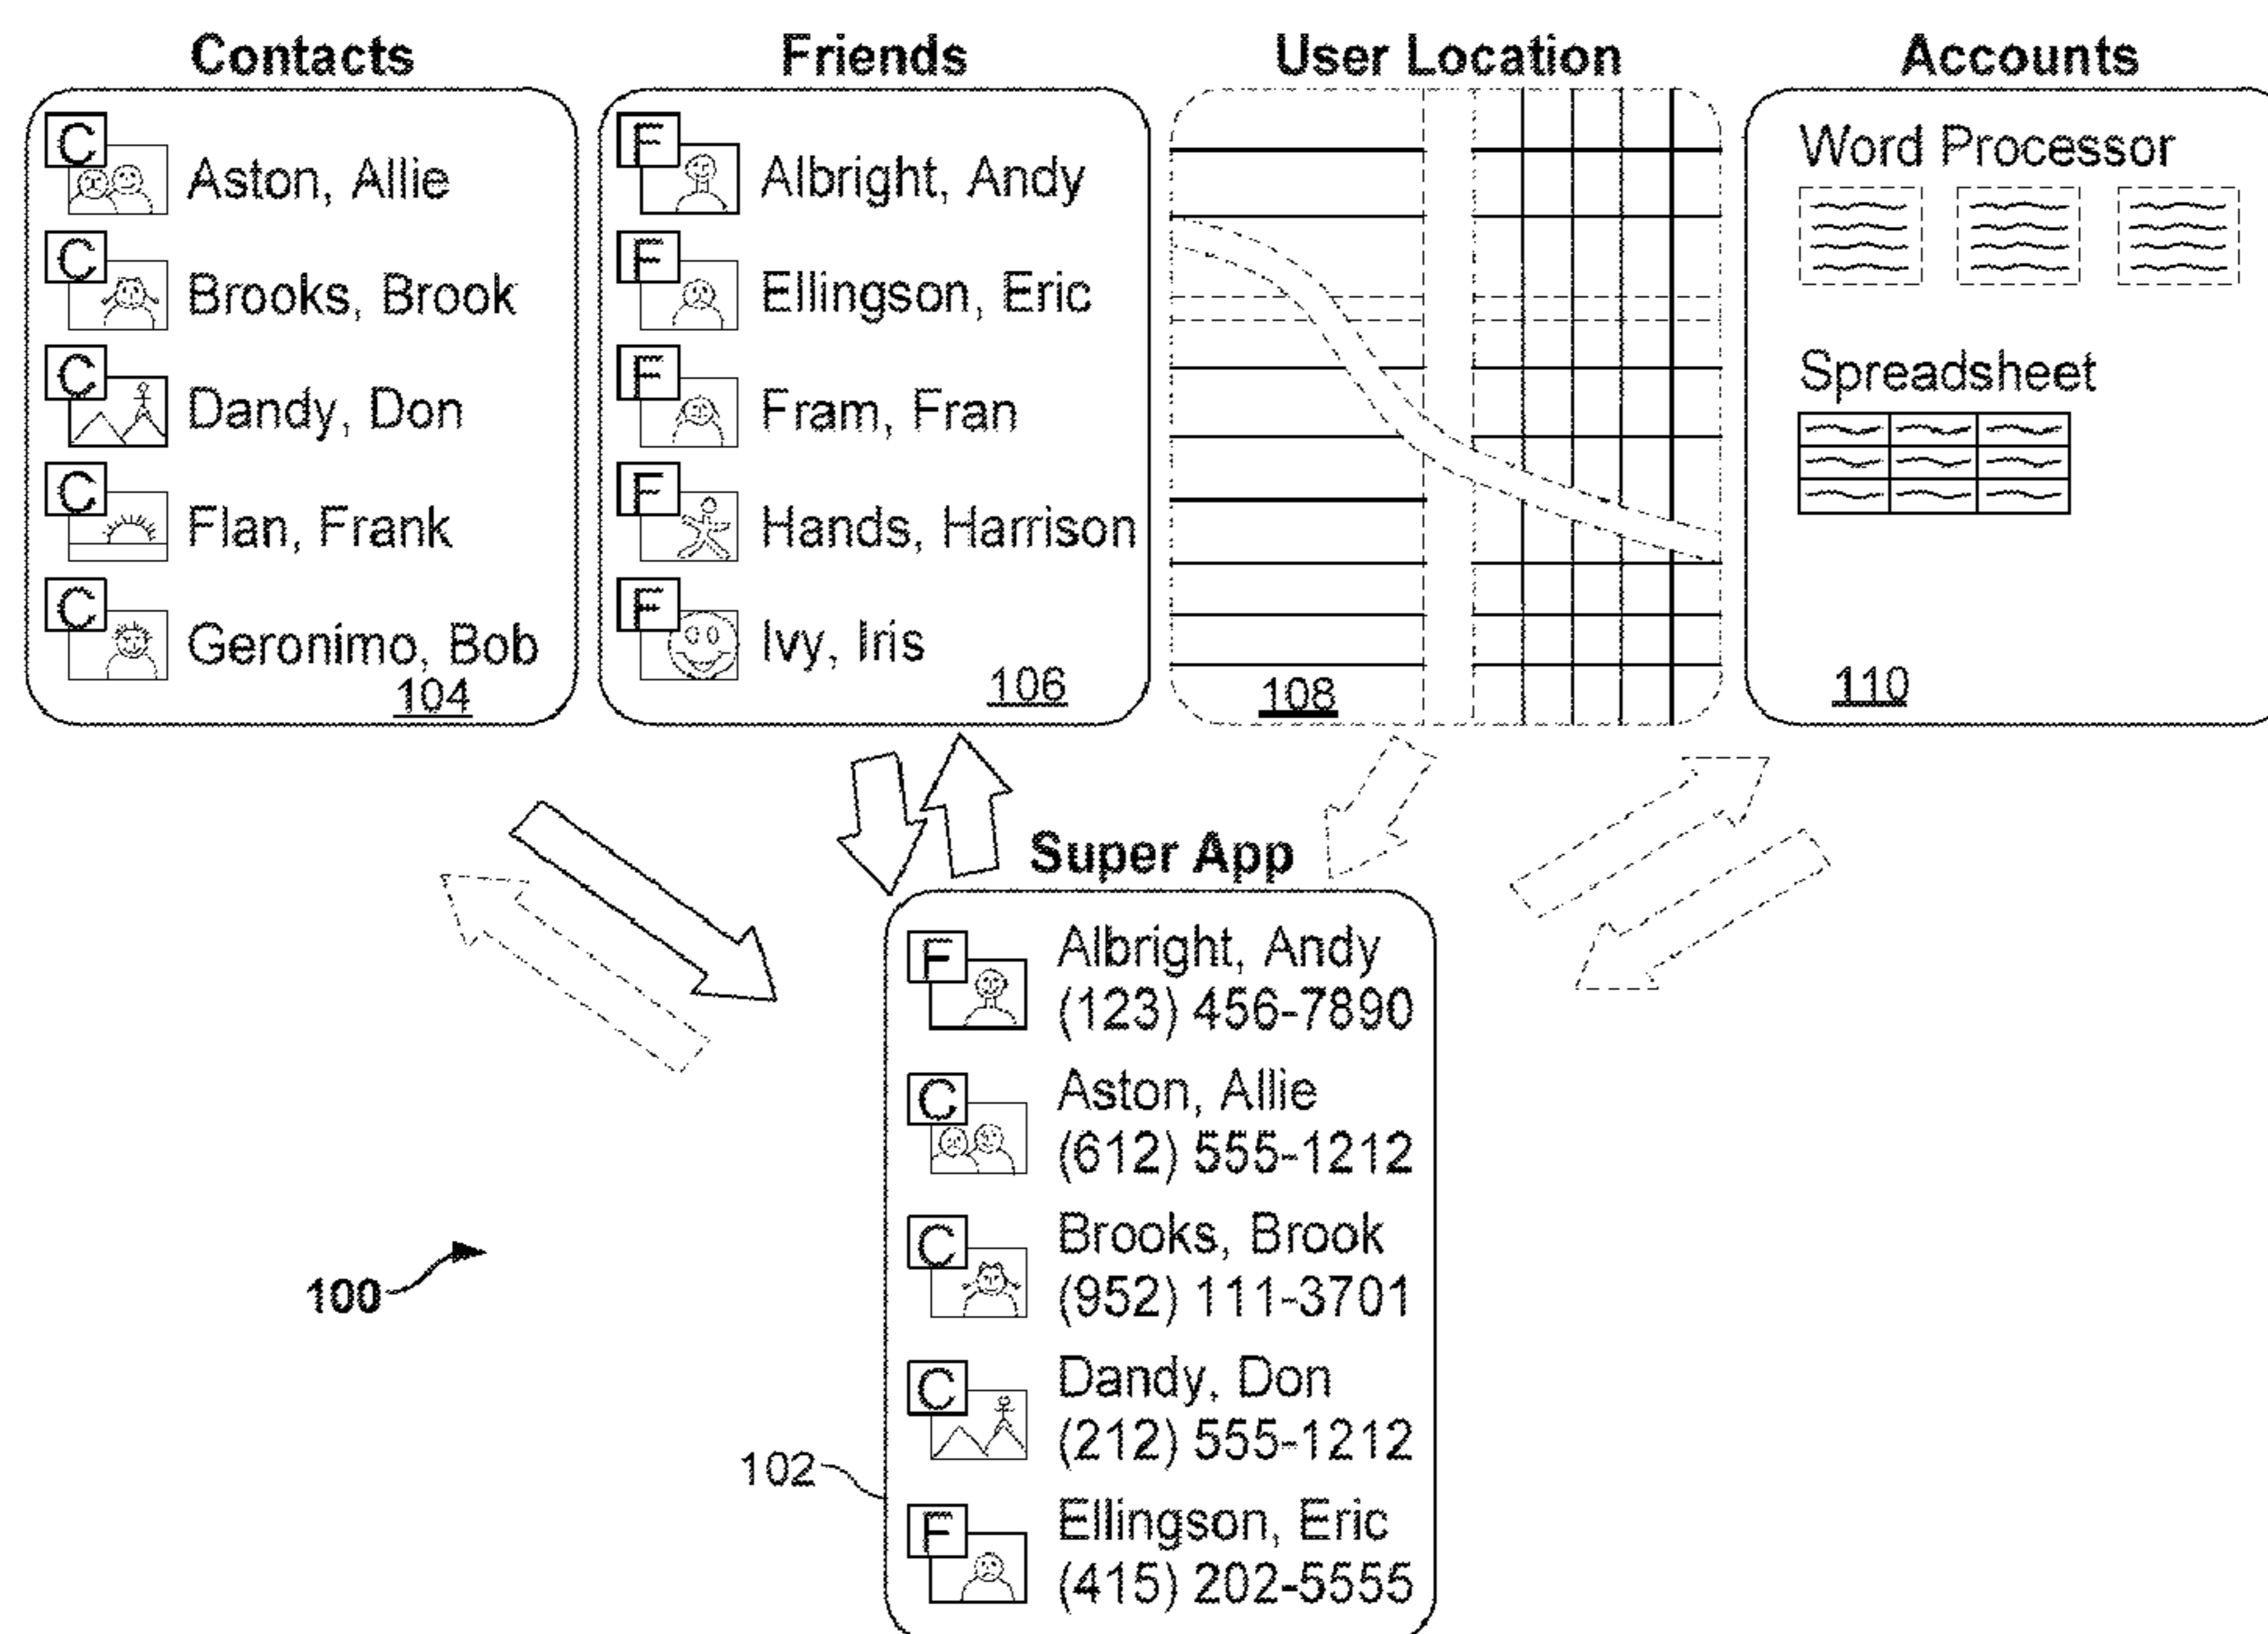 Contacts
C
Aston, Allie
C
Brooks, Brook
C
Dandy, Don
C
Flan, Frank
C
Geronimo, Bob
104
Friends
F
Albright, Andy
F
Ellingson, Eric
F
Fram, Fran
F
Hands, Harrison
F
Ivy, Iris
106
User Location
108
Accounts
Word Processor
Spreadsheet
110
Super App
F
Albright, Andy
(123) 456-7890
C
Aston, Allie
(612) 555-1212
C
Brooks, Brook
(952) 111-3701
C
Dandy, Don
(212) 555-1212
F
Ellingson, Eric
(415) 202-5555
100
102